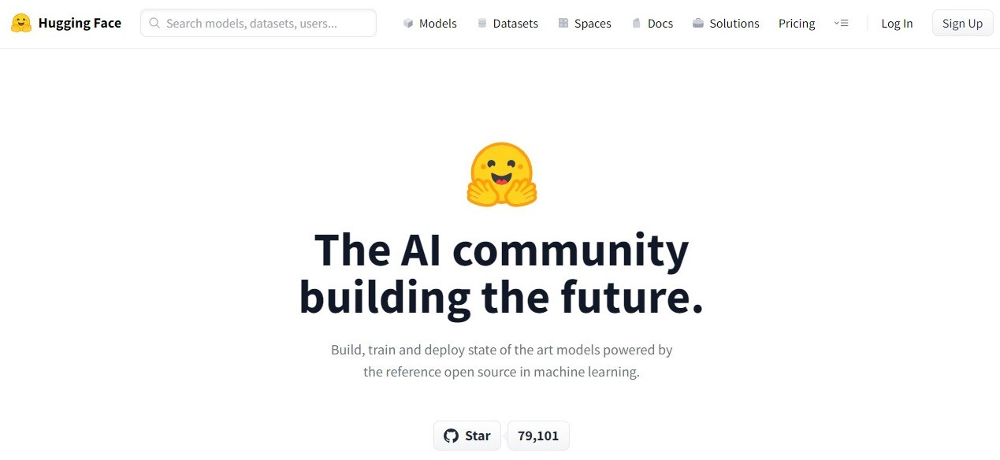 Hugging Face Search models, datasets, users... Models Datasets Spaces Docs Solutions Pricing Log In Sign Up
The AI community
building the future.
Build, train and deploy state of the art models powered by
the reference open source in machine learning.
Star 79,101